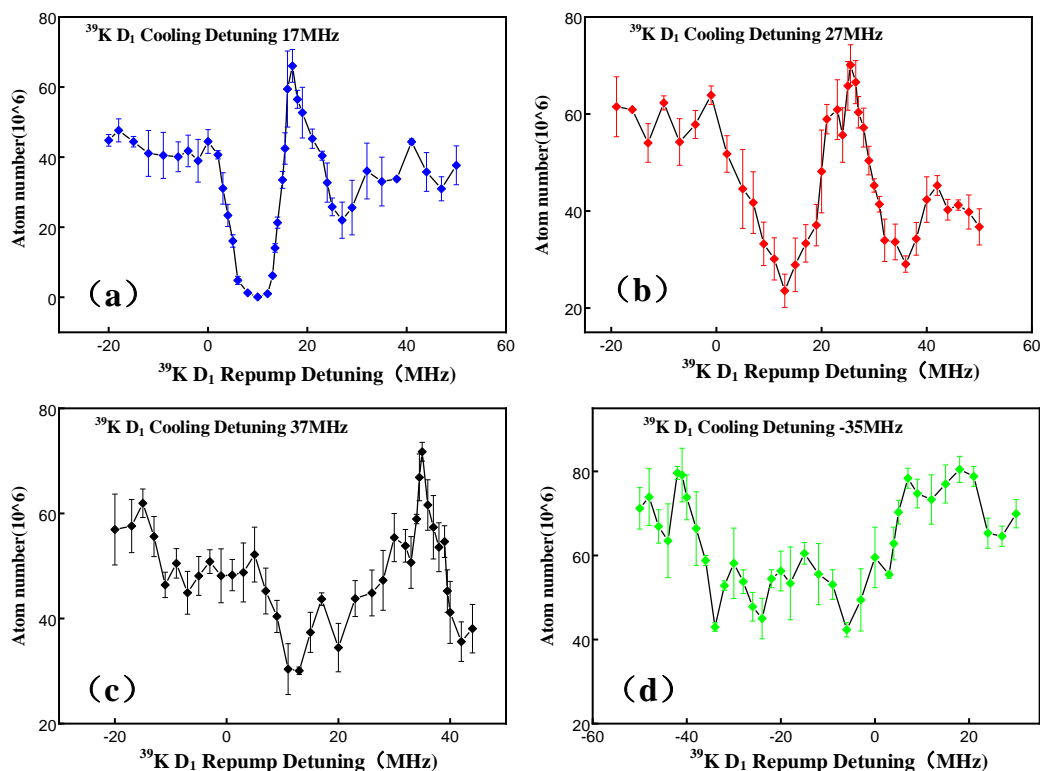 ³⁹K D₁ Cooling Detuning 17MHz
Atom number(10^6)
80
60
40
20
0
（a）
-20 0 20 40 60
³⁹K D₁ Repump Detuning（MHz)
³⁹K D₁ Cooling Detuning 27MHz
Atom number(10^6)
80
60
40
20
（b）
-20 0 20 40 60
³⁹K D₁ Repump Detuning（MHz)
³⁹K D₁ Cooling Detuning 37MHz
Atom number(10^6)
80
60
40
20
（c）
-20 0 20 40
³⁹K D₁ Repump Detuning（MHz)
³⁹K D₁ Cooling Detuning -35MHz
Atom number(10^6)
80
60
40
20
（d）
-60 -40 -20 0 20 -35
³⁹K D₁ Repump Detuning（MHz)